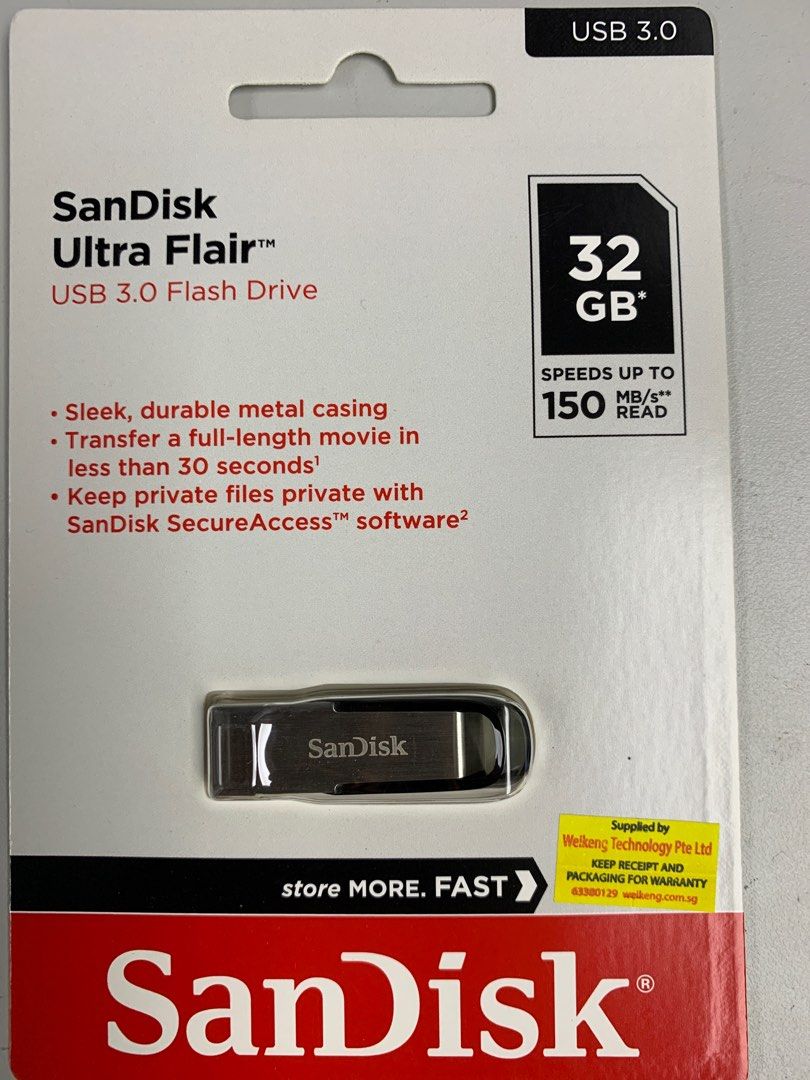 USB 3.0
SanDisk
Ultra Flair™
USB 3.0 Flash Drive
32
GB*
SPEEDS UP TO
150 MB/s**
READ
• Sleek, durable metal casing
• Transfer a full-length movie in
less than 30 seconds¹
• Keep private files private with
SanDisk SecureAccess™ software²
SanDisk
Supplied by
Weikeng Technology Pte Ltd
KEEP RECEIPT AND
PACKAGING FOR WARRANTY
63380129 weikeng.com.sg
store MORE. FAST
SanDisk®